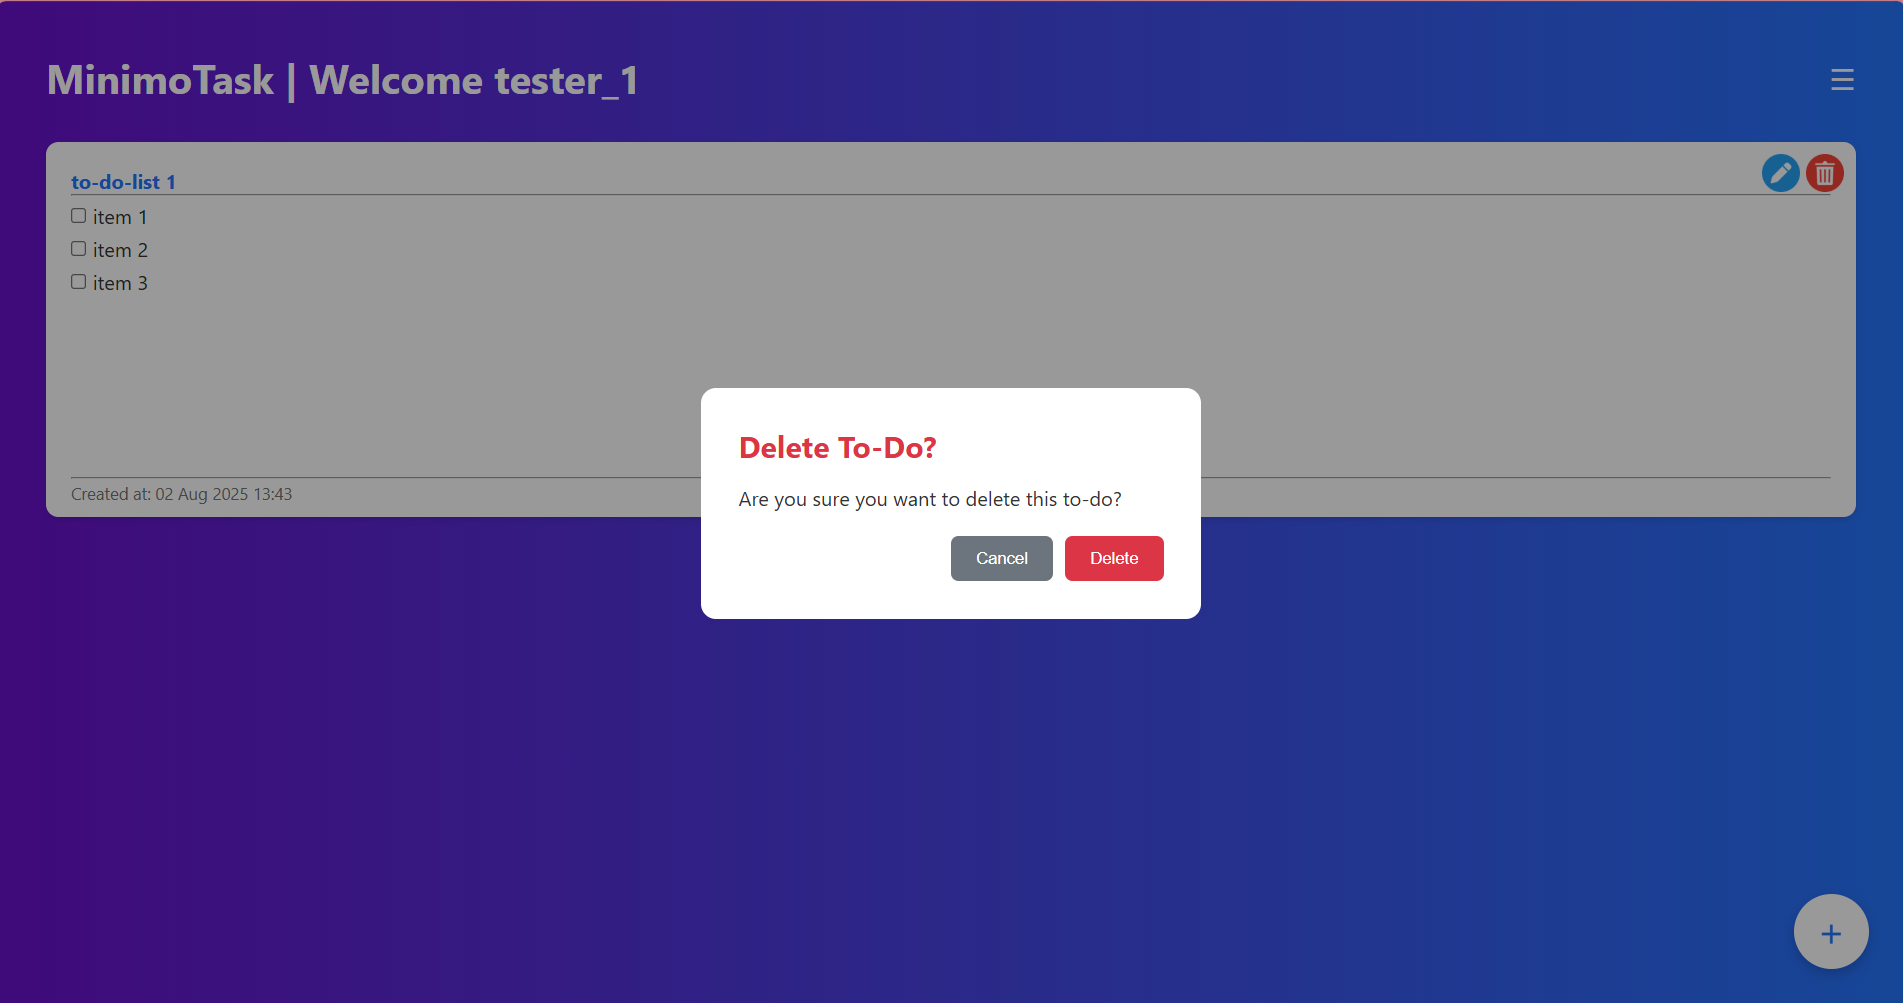 MinimoTask | Welcome tester_1
to-do-list 1
item 1
item 2
item 3
Created at: 02 Aug 2025 13:43
Delete To-Do?
Are you sure you want to delete this to-do?
Cancel
Delete
+